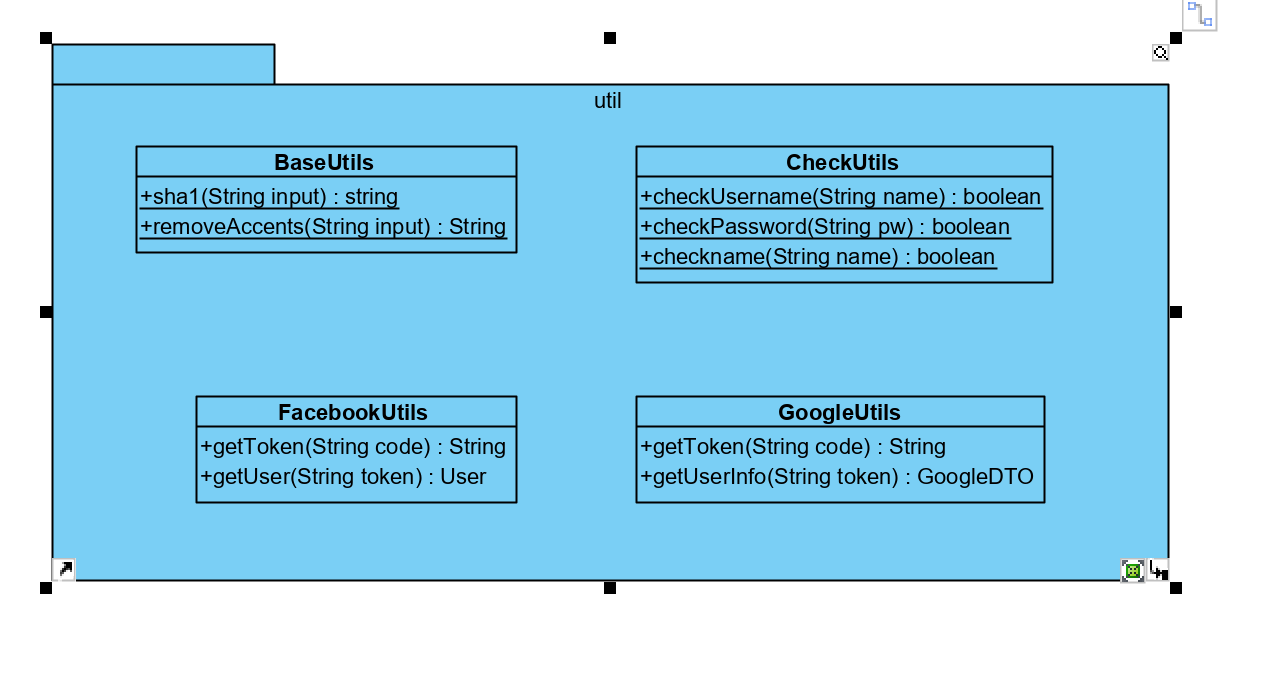 util
BaseUtils
+sha1(String input) : string
+removeAccents(String input) : String
CheckUtils
+checkUsername(String name) : boolean
+checkPassword(String pw) : boolean
+checkname(String name) : boolean
FacebookUtils
+getToken(String code) : String
+getUser(String token) : User
GoogleUtils
+getToken(String code) : String
+getUserInfo(String token) : GoogleDTO